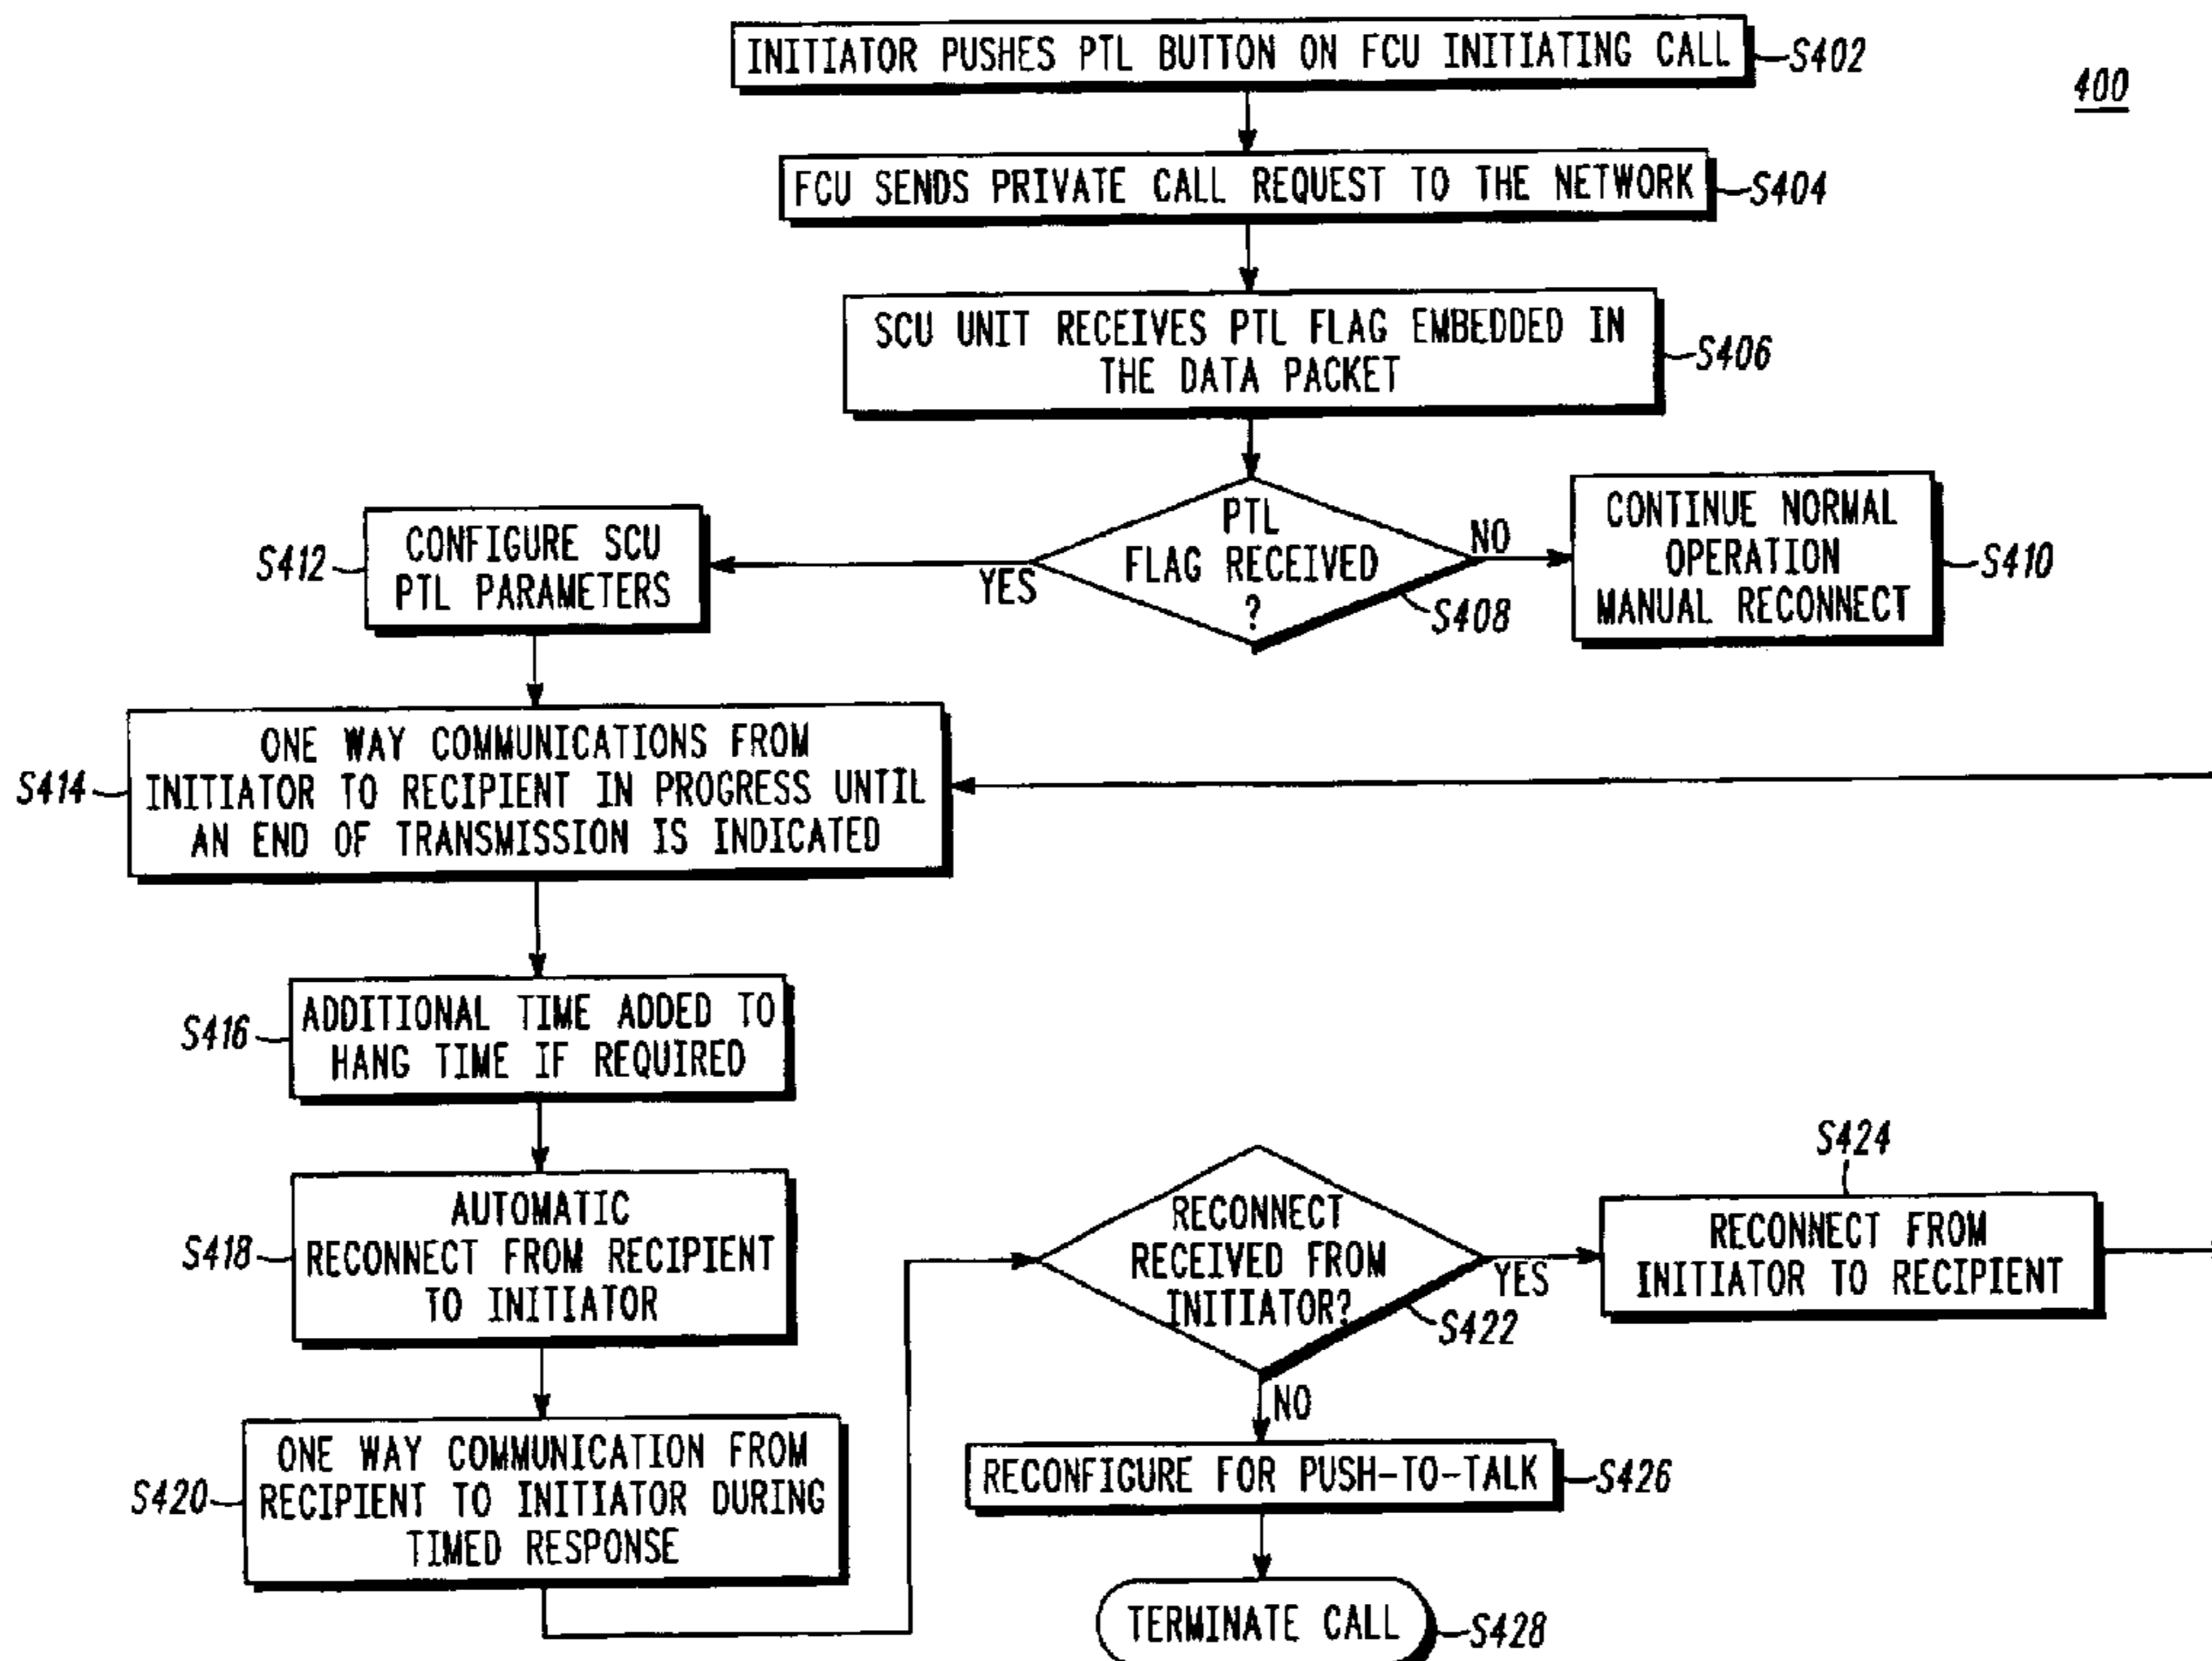 INITIATOR PUSHES PTL BUTTON ON FCU INITIATING CALL
S402
400
FCU SENDS PRIVATE CALL REQUEST TO THE NETWORK
S404
SCU UNIT RECEIVES PTL FLAG EMBEDDED IN
THE DATA PACKET
S406
PTL
FLAG RECEIVED
?
S408
YES
NO
CONTINUE NORMAL
OPERATION
MANUAL RECONNECT
S410
S412
CONFIGURE SCU
PTL PARAMETERS
S414
ONE WAY COMMUNICATIONS FROM
INITIATOR TO RECIPIENT IN PROGRESS UNTIL
AN END OF TRANSMISSION IS INDICATED
S416
ADDITIONAL TIME ADDED TO
HANG TIME IF REQUIRED
S418
AUTOMATIC
RECONNECT FROM RECIPIENT
TO INITIATOR
S420
ONE WAY COMMUNICATION FROM
RECIPIENT TO INITIATOR DURING
TIMED RESPONSE
RECONNECT
RECEIVED FROM
INITIATOR?
S422
YES
S424
RECONNECT FROM
INITIATOR TO RECIPIENT
NO
RECONFIGURE FOR PUSH-TO-TALK
S426
TERMINATE CALL
S428